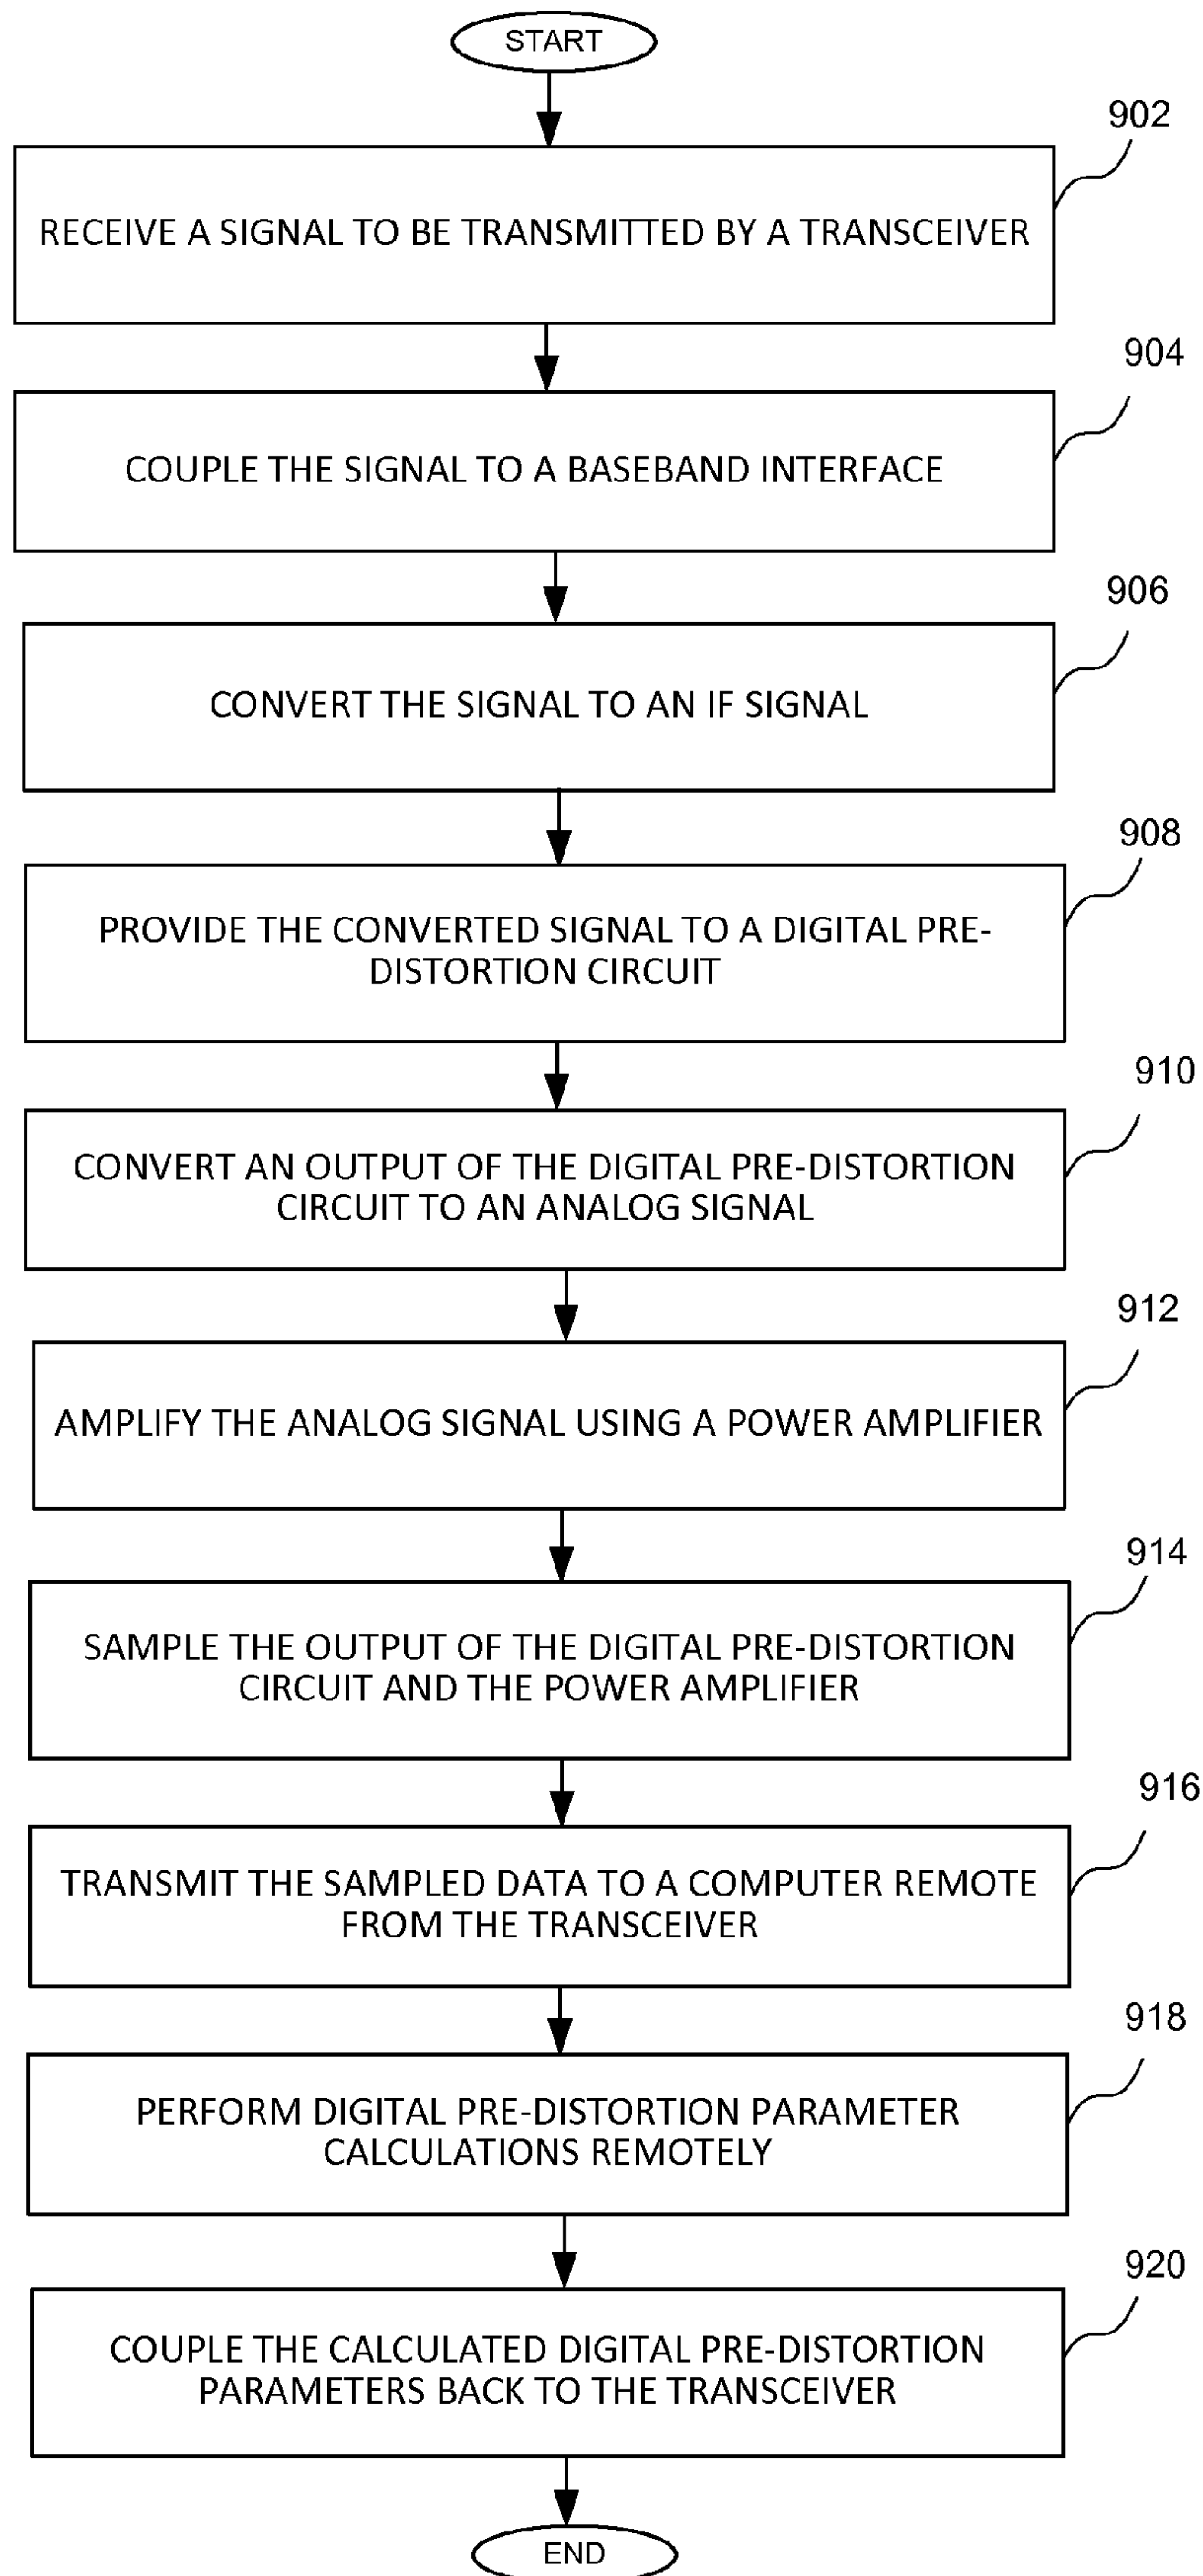 START
902
RECEIVE A SIGNAL TO BE TRANSMITTED BY A TRANSCEIVER
904
COUPLE THE SIGNAL TO A BASEBAND INTERFACE
906
CONVERT THE SIGNAL TO AN IF SIGNAL
908
PROVIDE THE CONVERTED SIGNAL TO A DIGITAL PRE-
DISTORTION CIRCUIT
910
CONVERT AN OUTPUT OF THE DIGITAL PRE-DISTORTION
CIRCUIT TO AN ANALOG SIGNAL
912
AMPLIFY THE ANALOG SIGNAL USING A POWER AMPLIFIER
914
SAMPLE THE OUTPUT OF THE DIGITAL PRE-DISTORTION
CIRCUIT AND THE POWER AMPLIFIER
916
TRANSMIT THE SAMPLED DATA TO A COMPUTER REMOTE
FROM THE TRANSCEIVER
918
PERFORM DIGITAL PRE-DISTORTION PARAMETER
CALCULATIONS REMOTELY
920
COUPLE THE CALCULATED DIGITAL PRE-DISTORTION
PARAMETERS BACK TO THE TRANSCEIVER
END